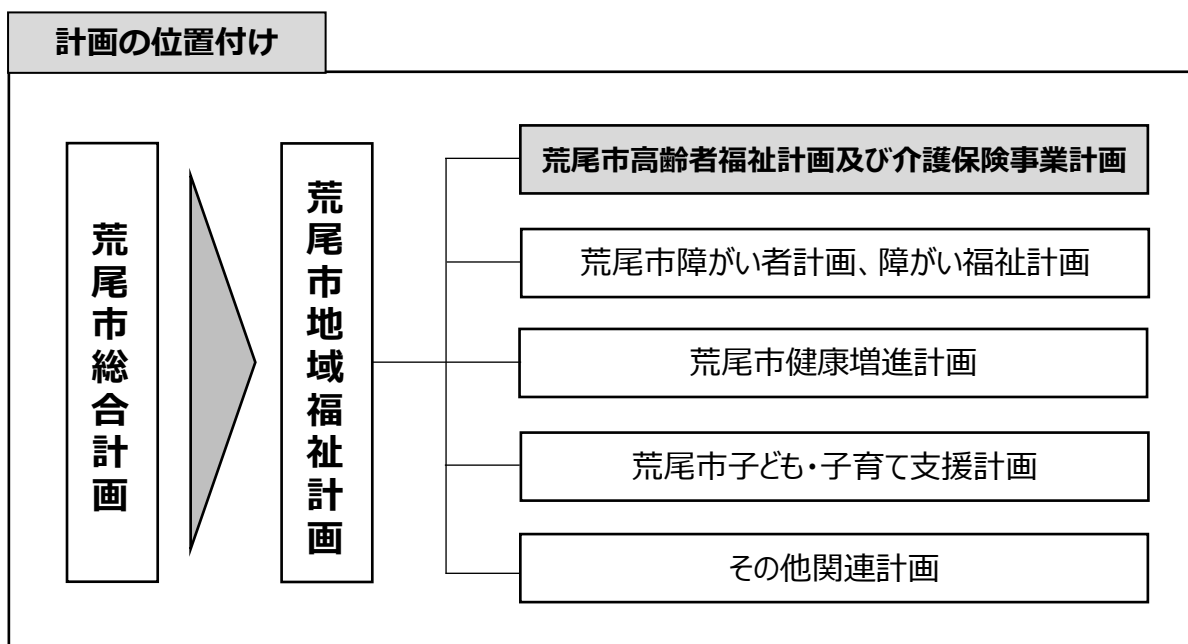 計画の位置付け
荒尾市総合計画
荒尾市地域福祉計画
荒尾市高齢者福祉計画及び介護保険事業計画
荒尾市障がい者計画、障がい福祉計画
荒尾市健康増進計画
荒尾市子ども・子育て支援計画
その他関連計画